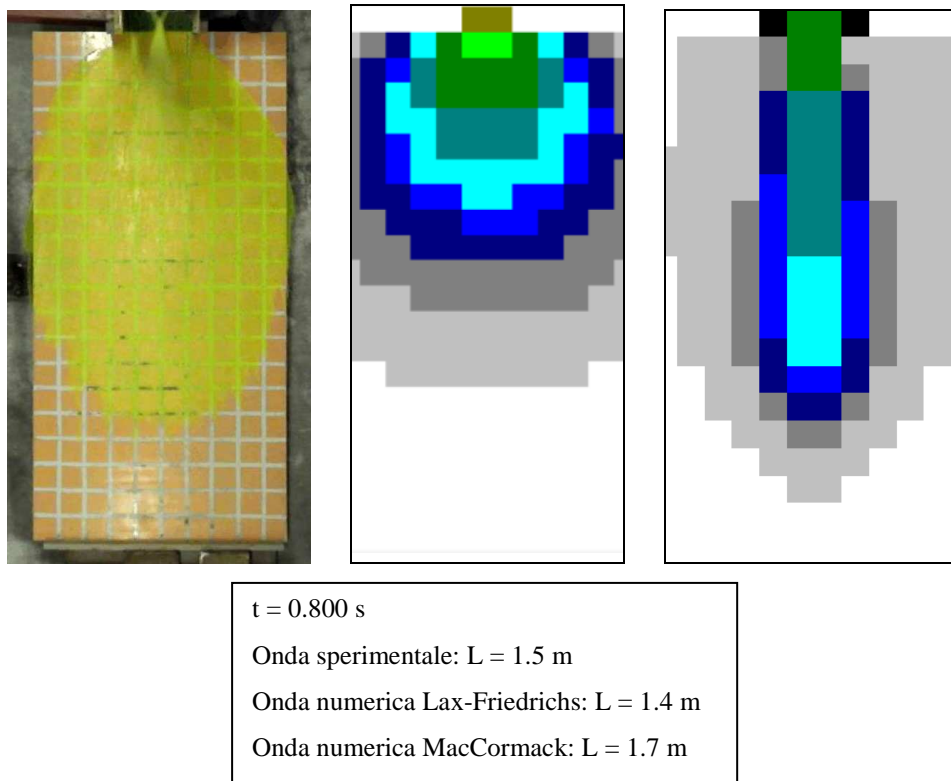 t = 0.800 s
Onda sperimentale: L = 1.5 m
Onda numerica Lax-Friedrichs: L = 1.4 m
Onda numerica MacCormack: L = 1.7 m